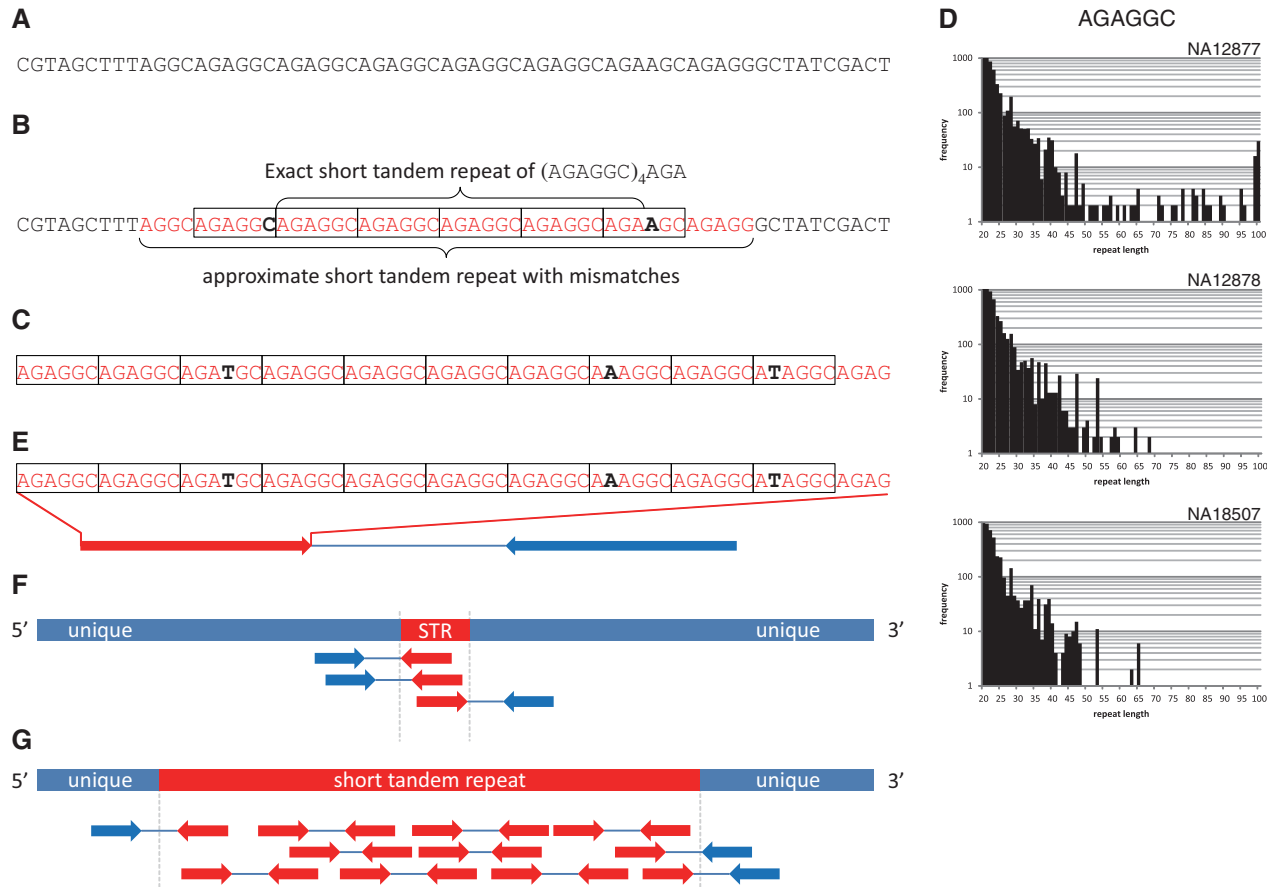 A
CGTAGCTTTAGGCAGAGGCAGAGGCAGAGGCAGAGGCAGAGGCAGAAGCAGAGGGCTATCGACT
B
Exact short tandem repeat of (AGAGGC)4AGA
CGTAGCTTTAGGCAGAGGCAGAGGCAGAGGCAGAGGCAGAGGCAGAAGCAGAGGGCTATCGACT
approximate short tandem repeat with mismatches
C
AGAGGCAGAGGCAGATGCAGAGGCAGAGGCAGAGGCAGAGGCAAAGGCAGAGGCATAGGCAGAG
E
AGAGGCAGAGGCAGATGCAGAGGCAGAGGCAGAGGCAGAGGCAAAGGCAGAGGCATAGGCAGAG
F
5’ unique STR unique 3’
G
5’ unique short tandem repeat unique 3’
D
AGAGGC
NA12877
frequency
1000
100
10
1
20 25 30 35 40 45 50 55 60 65 70 75 80 85 90 95 100
repeat length
NA12878
frequency
1000
100
10
1
20 25 30 35 40 45 50 55 60 65 70 75 80 85 90 95 100
repeat length
NA18507
frequency
1000
100
10
1
20 25 30 35 40 45 50 55 60 65 70 75 80 85 90 95 100
repeat length